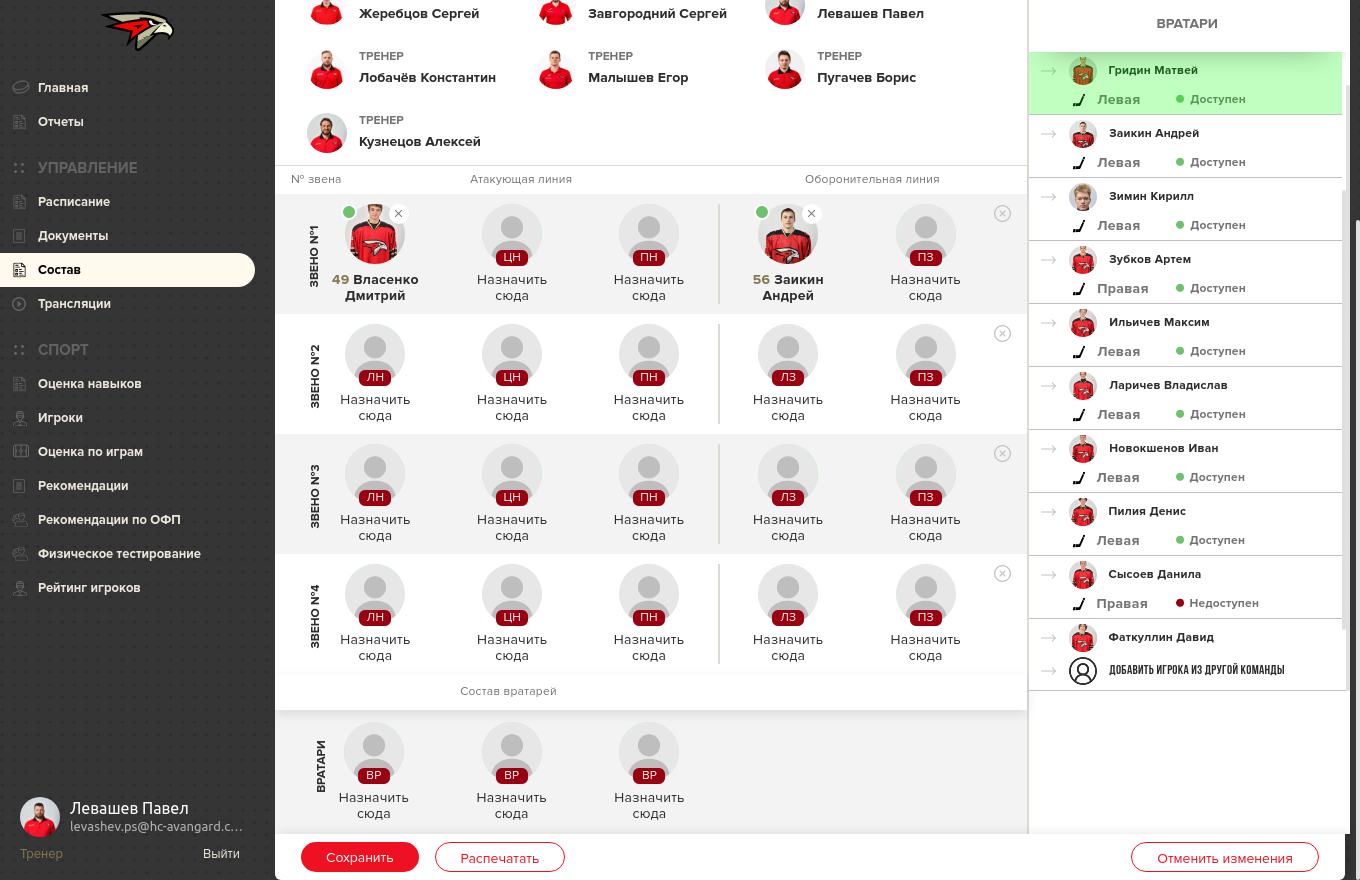 Главная
Отчеты
УПРАВЛЕНИЕ
Расписание
Документы
Состав
Трансляции
СПОРТ
Оценка навыков
Игроки
Оценка по играм
Рекомендации
Рекомендации по ОФП
Физическое тестирование
Рейтинг игроков
Левашев Павел
levashev.ps@hc-avangard.c...
Тренер
Выйти
Жеребцов Сергей
Завгородний Сергей
Левашев Павел
ТРЕНЕР
Лобачёв Константин
ТРЕНЕР
Малышев Егор
ТРЕНЕР
Пугачев Борис
ТРЕНЕР
Кузнецов Алексей
№ звена
Атакующая линия
Оборонительная линия
ЗВЕНО №1
49 Власенко
Дмитрий
ЦН
Назначить
сюда
ПН
Назначить
сюда
56 Заикин
Андрей
ПЗ
Назначить
сюда
ЗВЕНО №2
ЛН
Назначить
сюда
ЦН
Назначить
сюда
ПН
Назначить
сюда
ЛЗ
Назначить
сюда
ПЗ
Назначить
сюда
ЗВЕНО №3
ЛН
Назначить
сюда
ЦН
Назначить
сюда
ПН
Назначить
сюда
ЛЗ
Назначить
сюда
ПЗ
Назначить
сюда
ЗВЕНО №4
ЛН
Назначить
сюда
ЦН
Назначить
сюда
ПН
Назначить
сюда
ЛЗ
Назначить
сюда
ПЗ
Назначить
сюда
Состав вратарей
ВРАТАРИ
ВР
Назначить
сюда
ВР
Назначить
сюда
ВР
Назначить
сюда
Сохранить
Распечатать
Отменить изменения
ВРАТАРИ
Гридин Матвей
Левая Доступен
Заикин Андрей
Левая Доступен
Зимин Кирилл
Левая Доступен
Зубков Артем
Правая Доступен
Ильичев Максим
Левая Доступен
Ларичев Владислав
Левая Доступен
Новокшенов Иван
Левая Доступен
Пилия Денис
Левая Доступен
Сысоев Данила
Правая Недоступен
Фаткуллин Давид
ДОБАВИТЬ ИГРОКА ИЗ ДРУГОЙ КОМАНДЫ